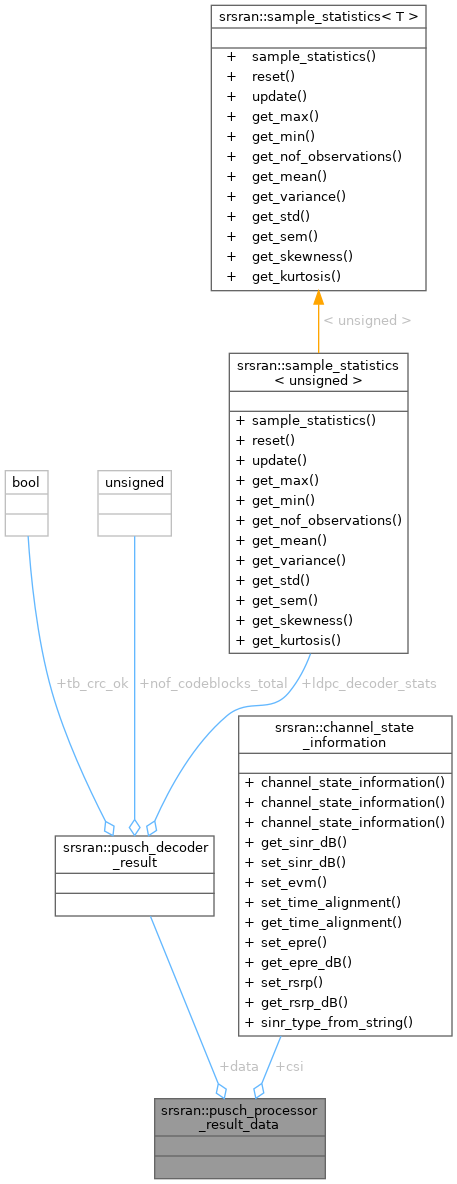 srsran::sample_statistics< T >
+ sample_statistics()
+ reset()
+ update()
+ get_max()
+ get_min()
+ get_nof_observations()
+ get_mean()
+ get_variance()
+ get_std()
+ get_sem()
+ get_skewness()
+ get_kurtosis()
< unsigned >
srsran::sample_statistics
< unsigned >
+ sample_statistics()
+ reset()
+ update()
+ get_max()
+ get_min()
+ get_nof_observations()
+ get_mean()
+ get_variance()
+ get_std()
+ get_sem()
+ get_skewness()
+ get_kurtosis()
bool
unsigned
+tb_crc_ok
+nof_codeblocks_total
+ldpc_decoder_stats
srsran::channel_state
_information
+ channel_state_information()
+ channel_state_information()
+ channel_state_information()
+ get_sinr_dB()
+ set_sinr_dB()
+ set_evm()
+ set_time_alignment()
+ get_time_alignment()
+ set_epre()
+ get_epre_dB()
+ set_rsrp()
+ get_rsrp_dB()
+ sinr_type_from_string()
srsran::pusch_decoder
_result
+data
+csi
srsran::pusch_processor
_result_data